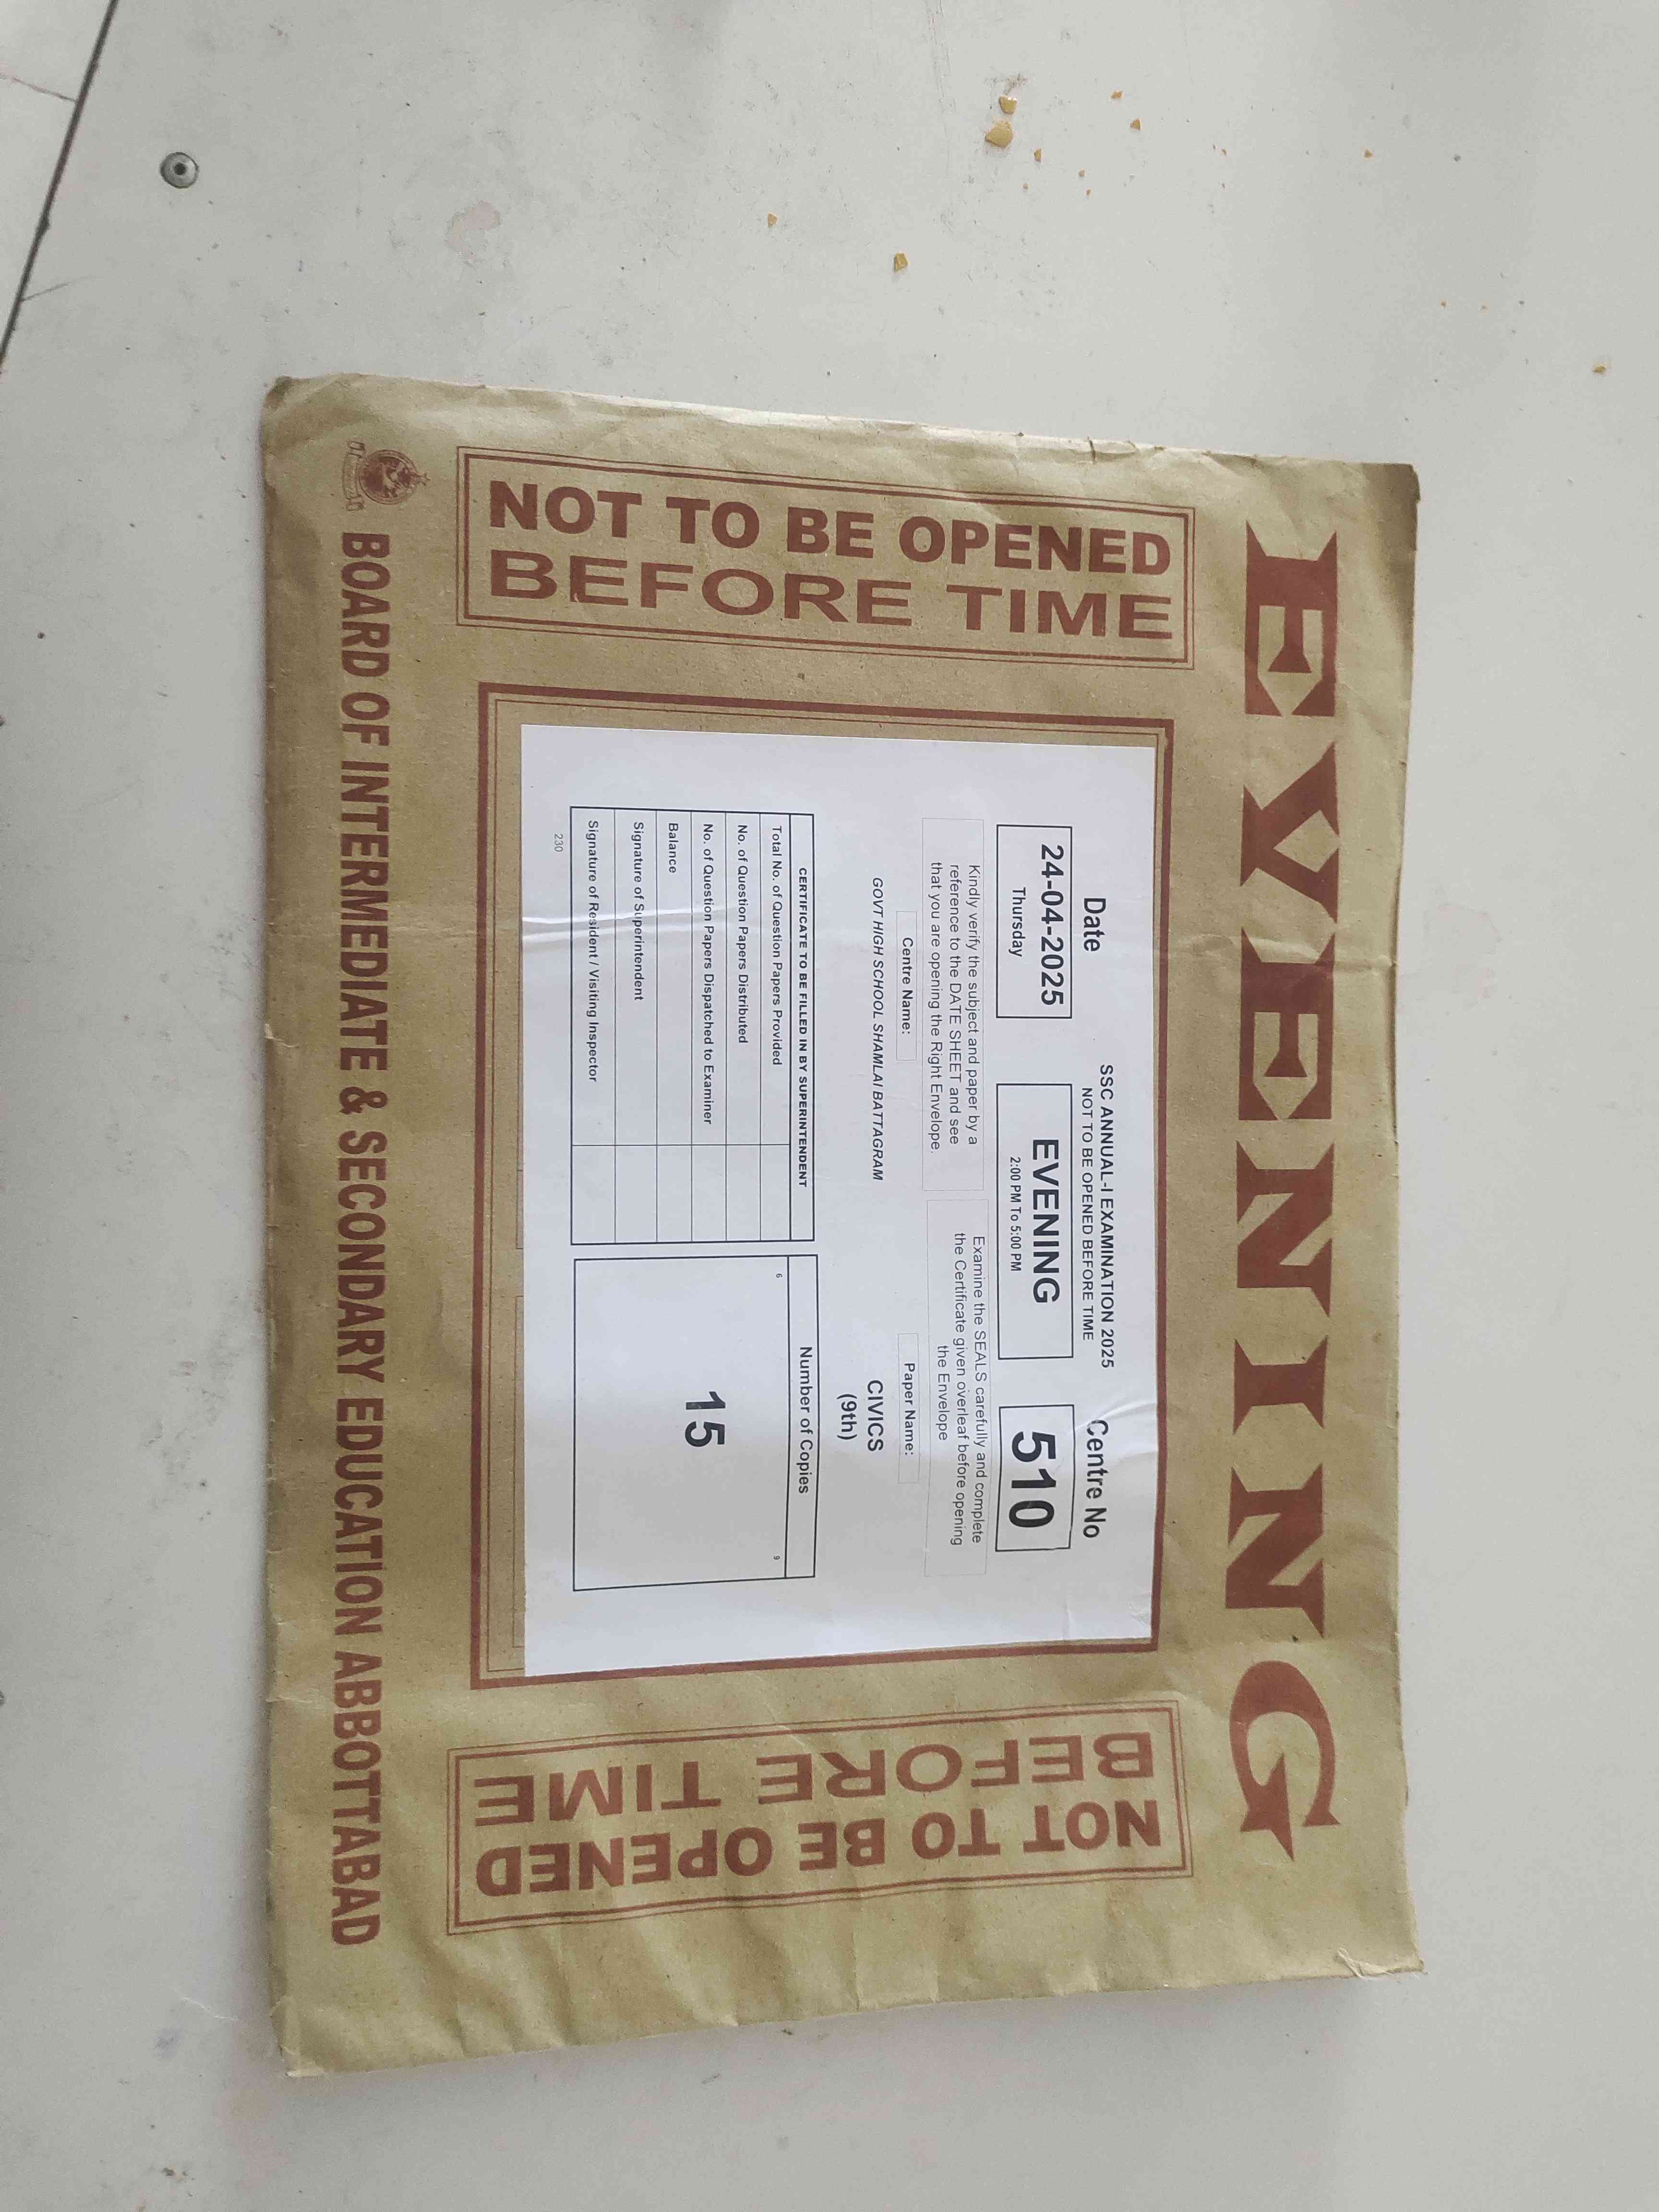 EVENING
NOT TO BE OPENED
BEFORE TIME
Date
24-04-2025
Thursday
SSC ANNUAL-I EXAMINATION 2025
NOT TO BE OPENED BEFORE TIME
EVENING
2:00 PM To 5:00 PM
Centre No
510
Kindly verify the subject and paper by a
reference to the DATE SHEET and see
that you are opening the Right Envelope.
Examine the SEALS carefully and complete
the Certificate given overleaf before opening
the Envelope
Centre Name:
GOVT HIGH SCHOOL SHAMLAI BATTAGRAM
Paper Name:
CIVICS
(9th)
CERTIFICATE TO BE FILLED IN BY SUPERINTENDENT
Total No. of Question Papers Provided
No. of Question Papers Distributed
No. of Question Papers Dispatched to Examiner
Balance
Signature of Superintendent
Signature of Resident / Visiting Inspector
Number of Copies
6
9
15
230
NOT TO BE OPENED
BEFORE TIME
BOARD OF INTERMEDIATE & SECONDARY EDUCATION ABBOTTABAD